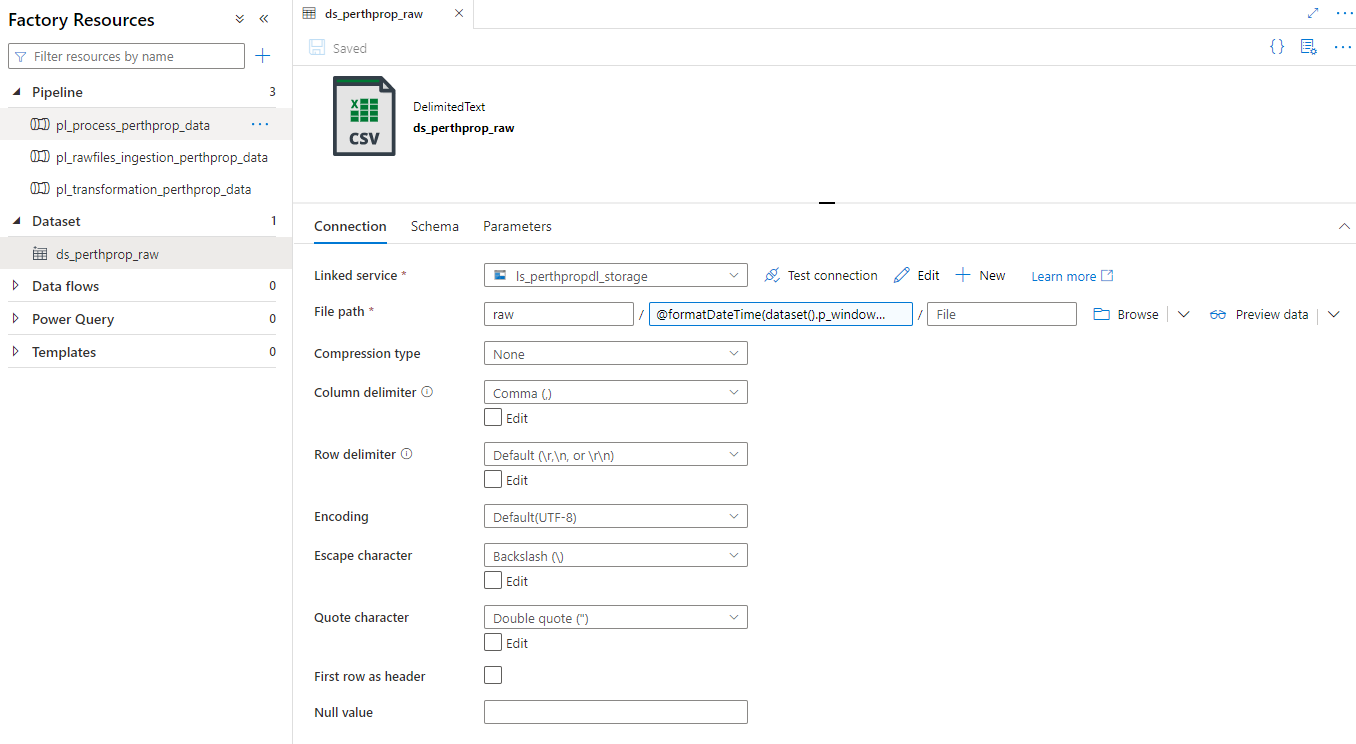 Factory Resources
Filter resources by name
Pipeline 3
pl_process_perthprop_data
pl_rawfiles_ingestion_perthprop_data
pl_transformation_perthprop_data
Dataset 1
ds_perthprop_raw
Data flows 0
Power Query 0
Templates 0
ds_perthprop_raw
Saved
CSV
DelimitedText
ds_perthprop_raw
Connection Schema Parameters
Linked service * ls_perthpropdl_storage Test connection Edit New Learn more
File path * raw / @formatDateTime(dataset().p_window... / File Browse Preview data
Compression type None
Column delimiter Comma (,)
Edit
Row delimiter Default (\r,\n, or \r\n)
Edit
Encoding Default(UTF-8)
Escape character Backslash (\)
Edit
Quote character Double quote (")
Edit
First row as header
Null value